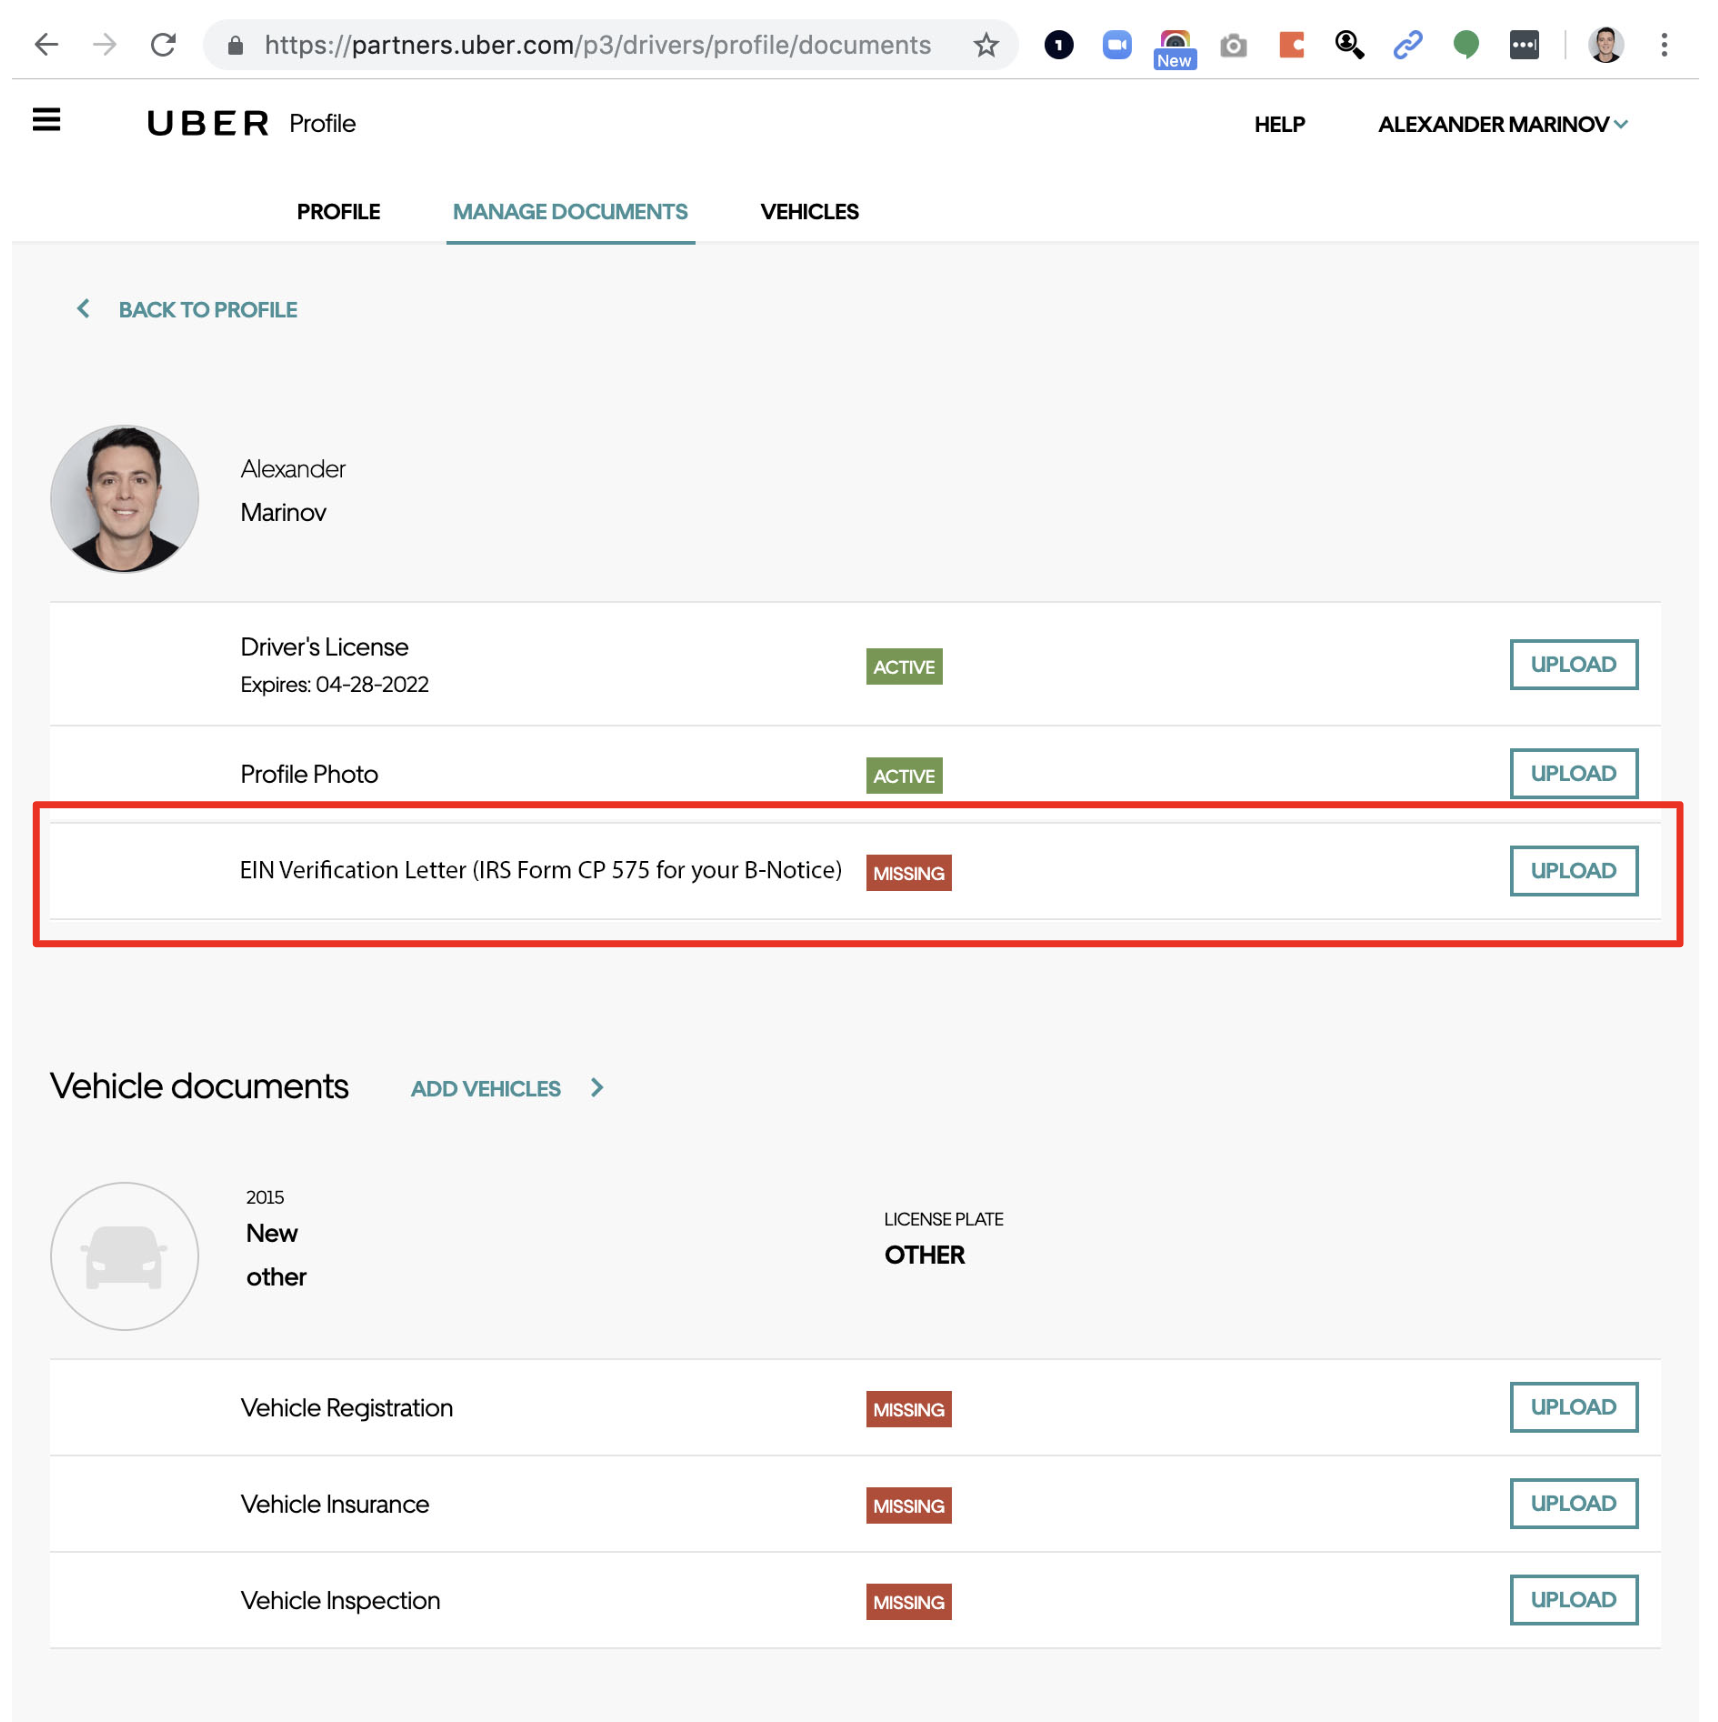 https://partners.uber.com/p3/drivers/profile/documents
1
New
UBER Profile
HELP
ALEXANDER MARINOV
PROFILE
MANAGE DOCUMENTS
VEHICLES
BACK TO PROFILE
Alexander
Marinov
Driver's License
Expires: 04-28-2022
ACTIVE
UPLOAD
Profile Photo
ACTIVE
UPLOAD
EIN Verification Letter (IRS Form CP 575 for your B-Notice)
MISSING
UPLOAD
Vehicle documents
ADD VEHICLES
2015
New
other
LICENSE PLATE
OTHER
Vehicle Registration
MISSING
UPLOAD
Vehicle Insurance
MISSING
UPLOAD
Vehicle Inspection
MISSING
UPLOAD